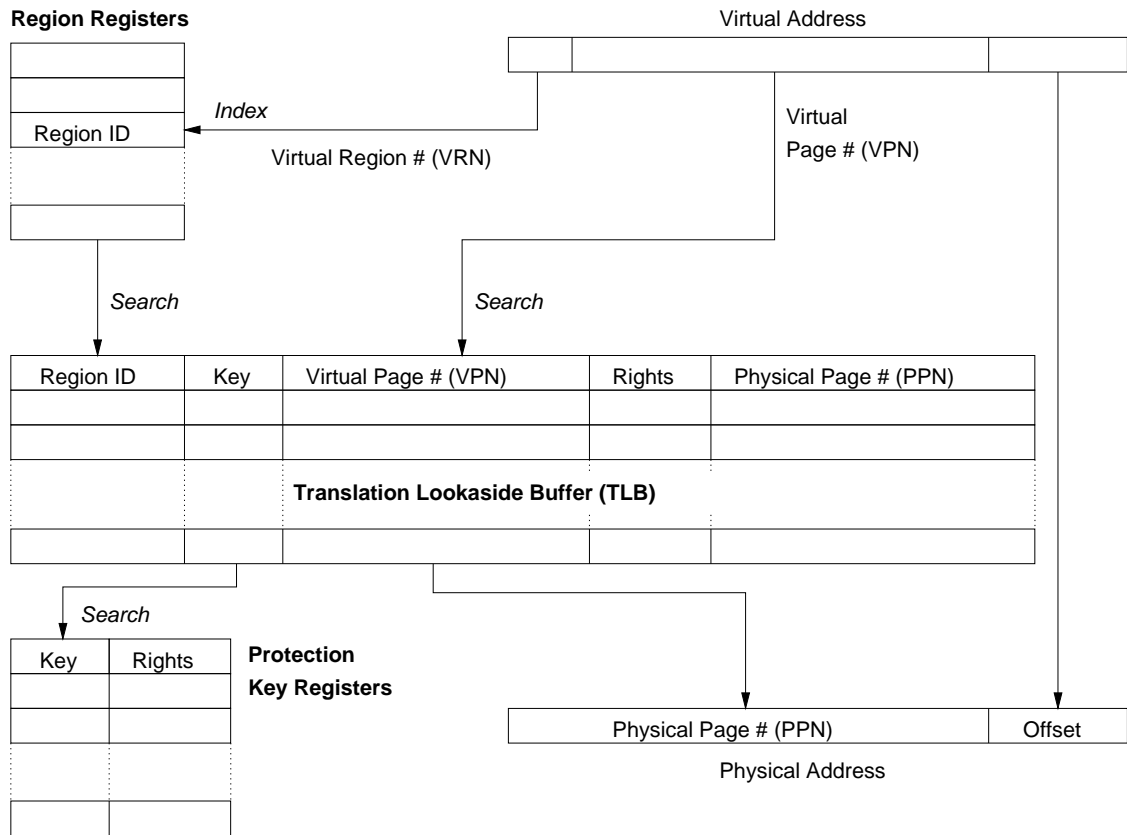 Region Registers
Virtual Address
Index
Region ID
Virtual
Page # (VPN)
Virtual Region # (VRN)
Search
Search
Region ID
Key
Virtual Page # (VPN)
Rights
Physical Page # (PPN)
Translation Lookaside Buffer (TLB)
Search
Key
Rights
Protection
Key Registers
Physical Page # (PPN)
Offset
Physical Address